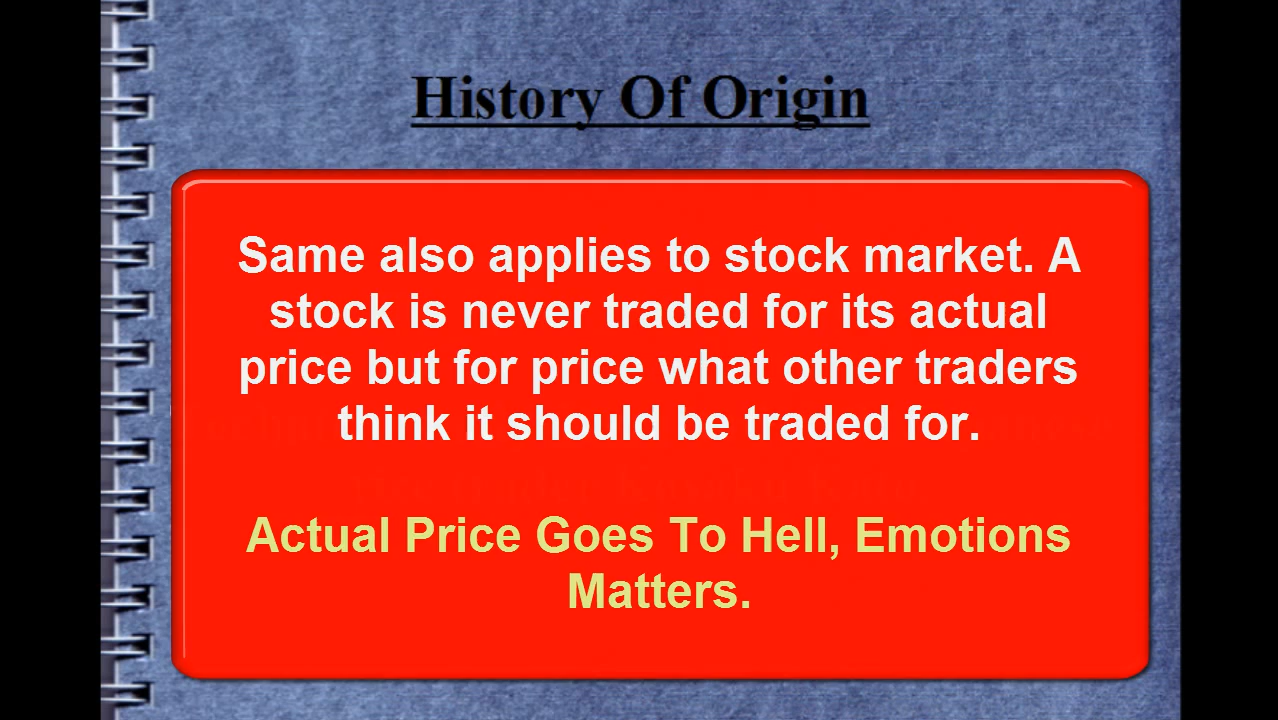 History Of Origin
Same also applies to stock market. A
stock is never traded for its actual
price but for price what other traders
think it should be traded for.
Actual Price Goes To Hell, Emotions
Matters.